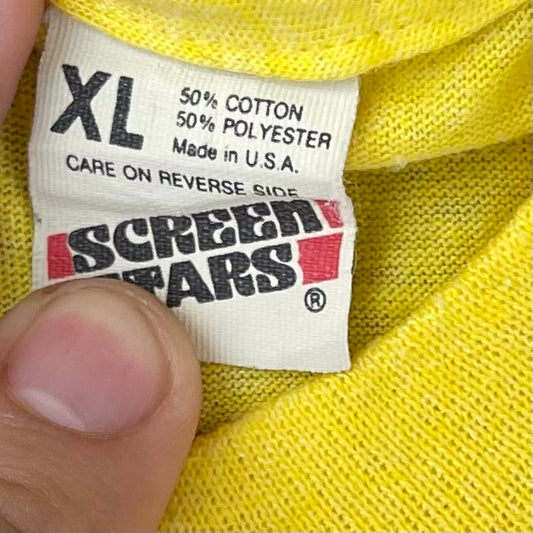 XL
50% COTTON
50% POLYESTER
Made in U.S.A.
CARE ON REVERSE SIDE
SCREEN
STARS
®